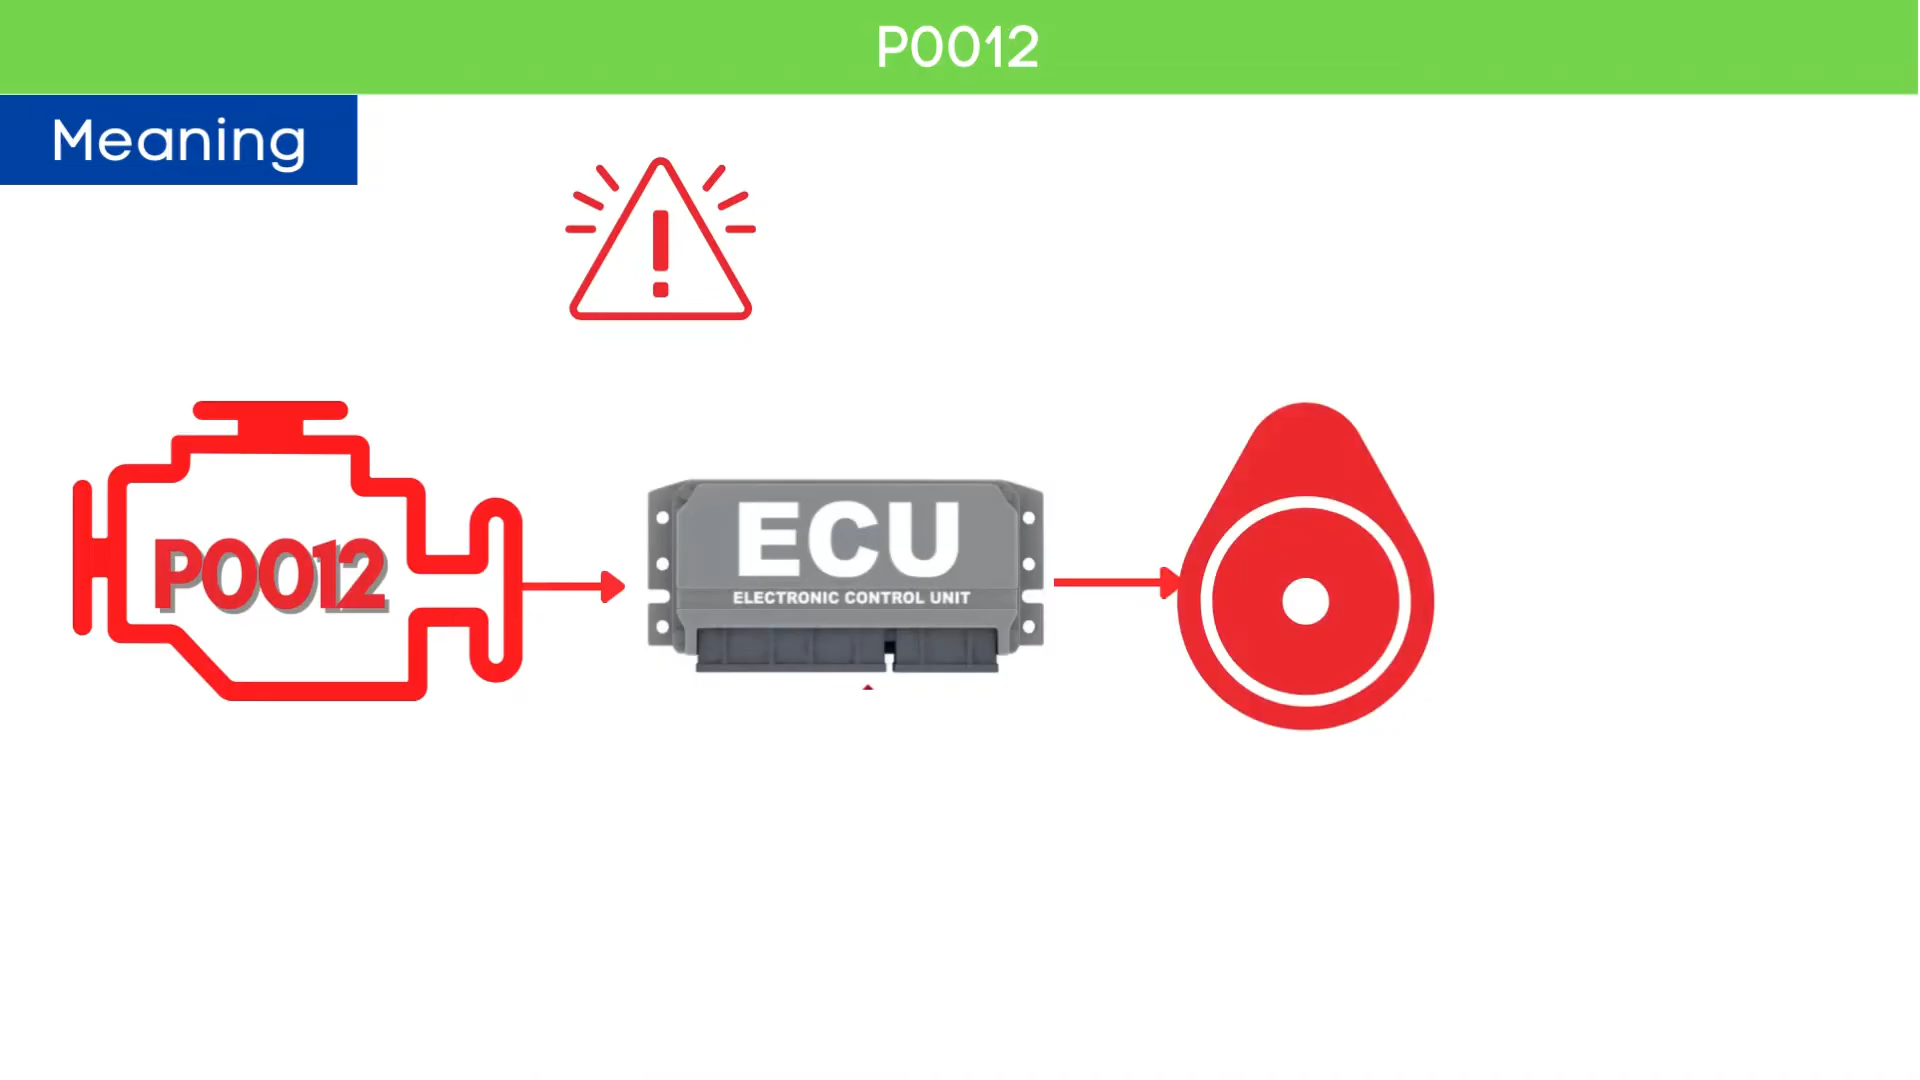 P0012
Meaning
P0012
ECU
ELECTRONIC CONTROL UNIT